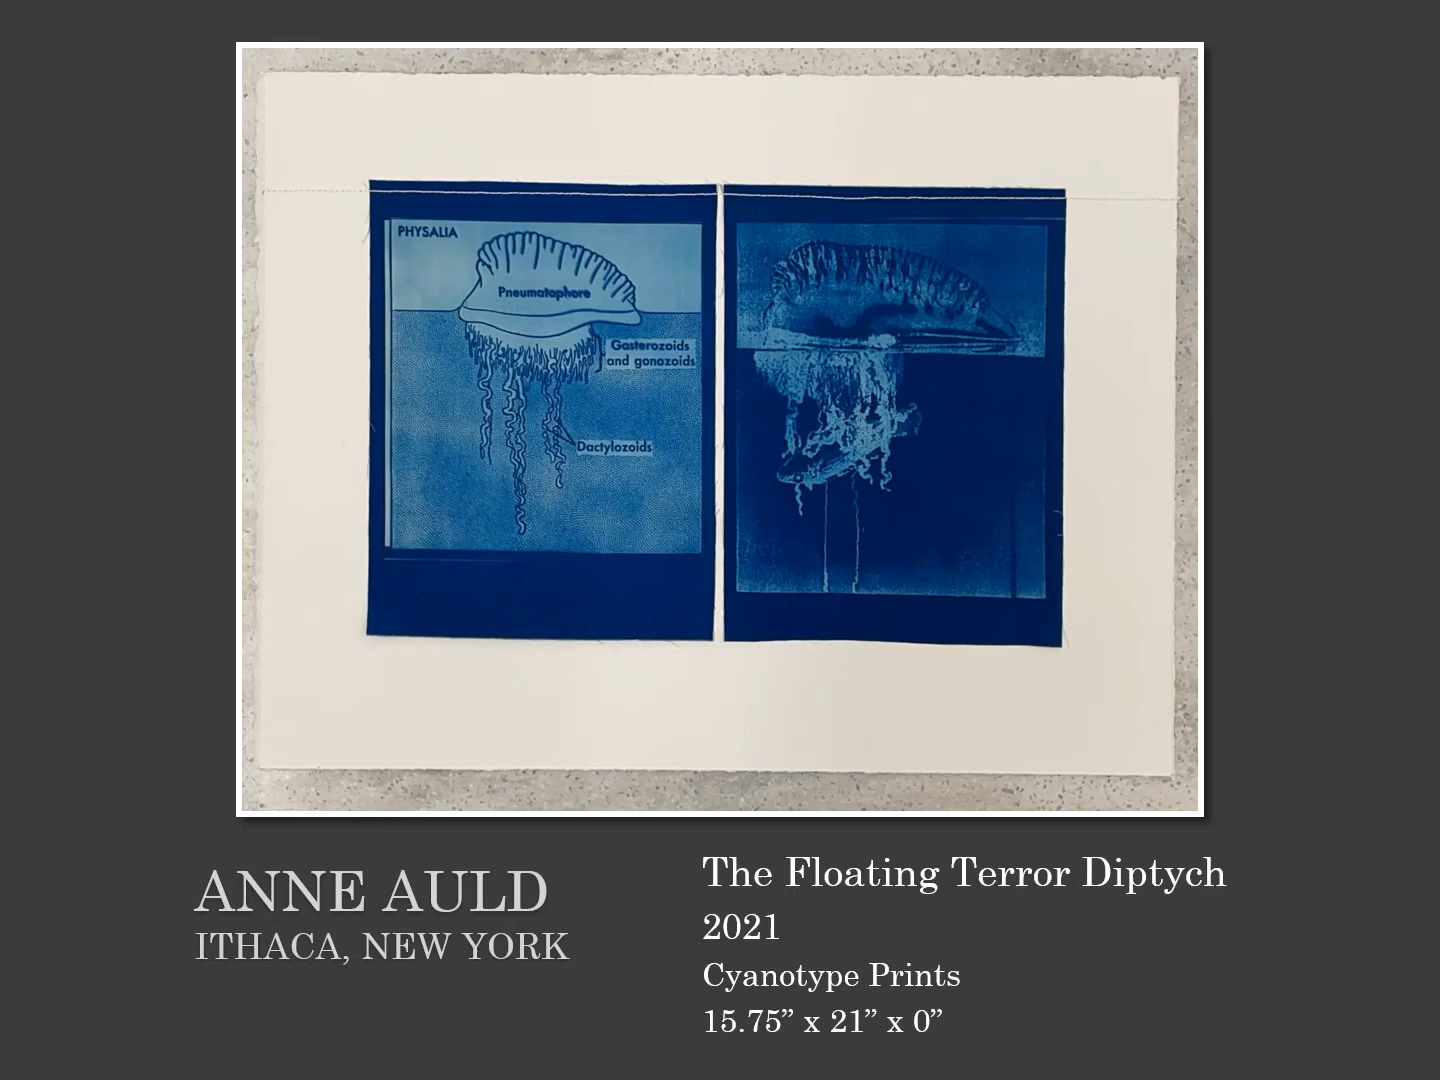 PHYSALIA
Pneumatophore
Gasterozoids
and gonozoids
Dactylozoids
ANNE AULD
ITHACA, NEW YORK
The Floating Terror Diptych
2021
Cyanotype Prints
15.75” x 21” x 0”